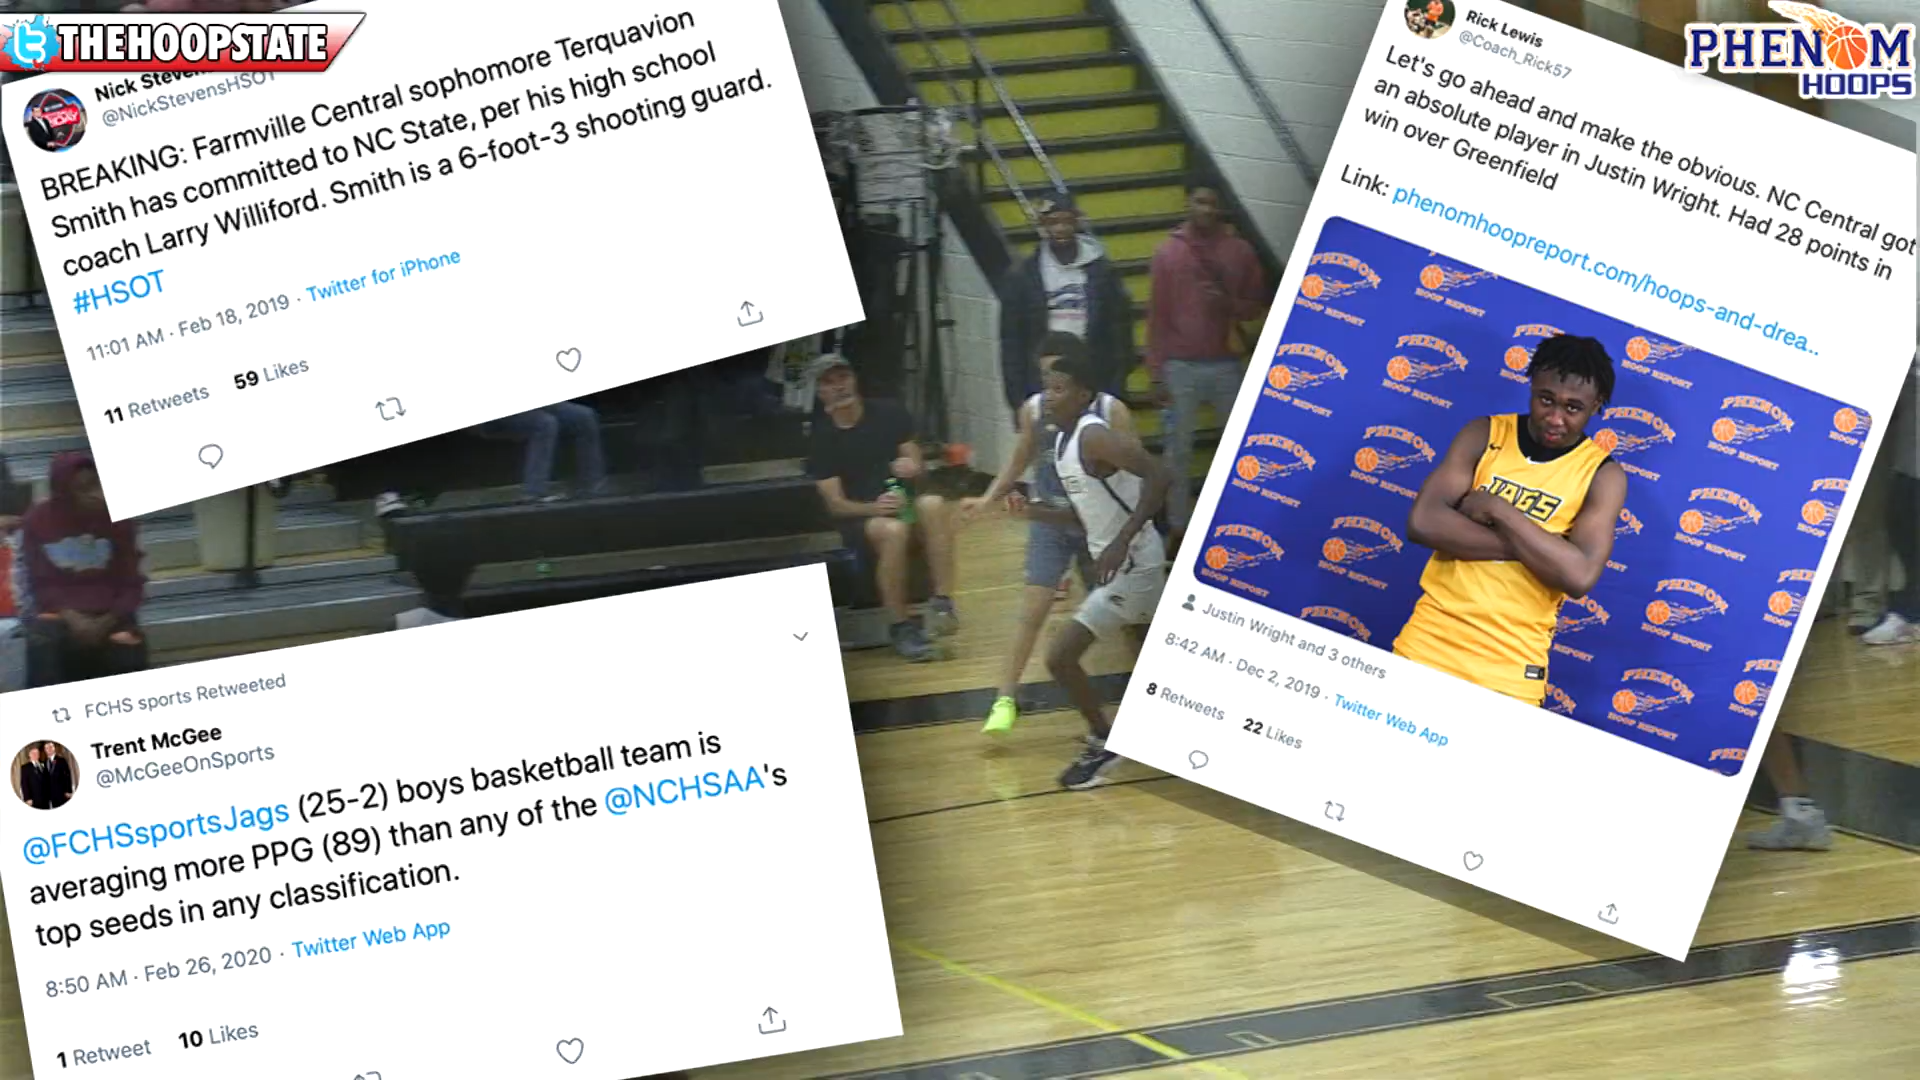 THEHOOPSTATE
Nick
@NickStevensHSOT
BREAKING: Farmville Central sophomore Terquavion
Smith has committed to NC State, per his high school
coach Larry Williford. Smith is a 6-foot-3 shooting guard.
#HSOT
11:01 AM · Feb 18, 2019 · Twitter for iPhone
11 Retweets 59 Likes
FCHS sports Retweeted
Trent McGee
@McGeeOnSports
@FCHSsportsJags (25-2) boys basketball team is
averaging more PPG (89) than any of the @NCHSAA's
top seeds in any classification.
8:50 AM · Feb 26, 2020 · Twitter Web App
1 Retweet 10 Likes
PHENOM
HOOPS
Rick Lewis
@Coach_Rick57
Let's go ahead and make the obvious. NC Central got
an absolute player in Justin Wright. Had 28 points in
win over Greenfield
Link: phenomhoopreport.com/hoops-and-drea..
PHENOM
HOOP REPORT
JAGS
Justin Wright and 3 others
8:42 AM · Dec 2, 2019 · Twitter Web App
8 Retweets 22 Likes